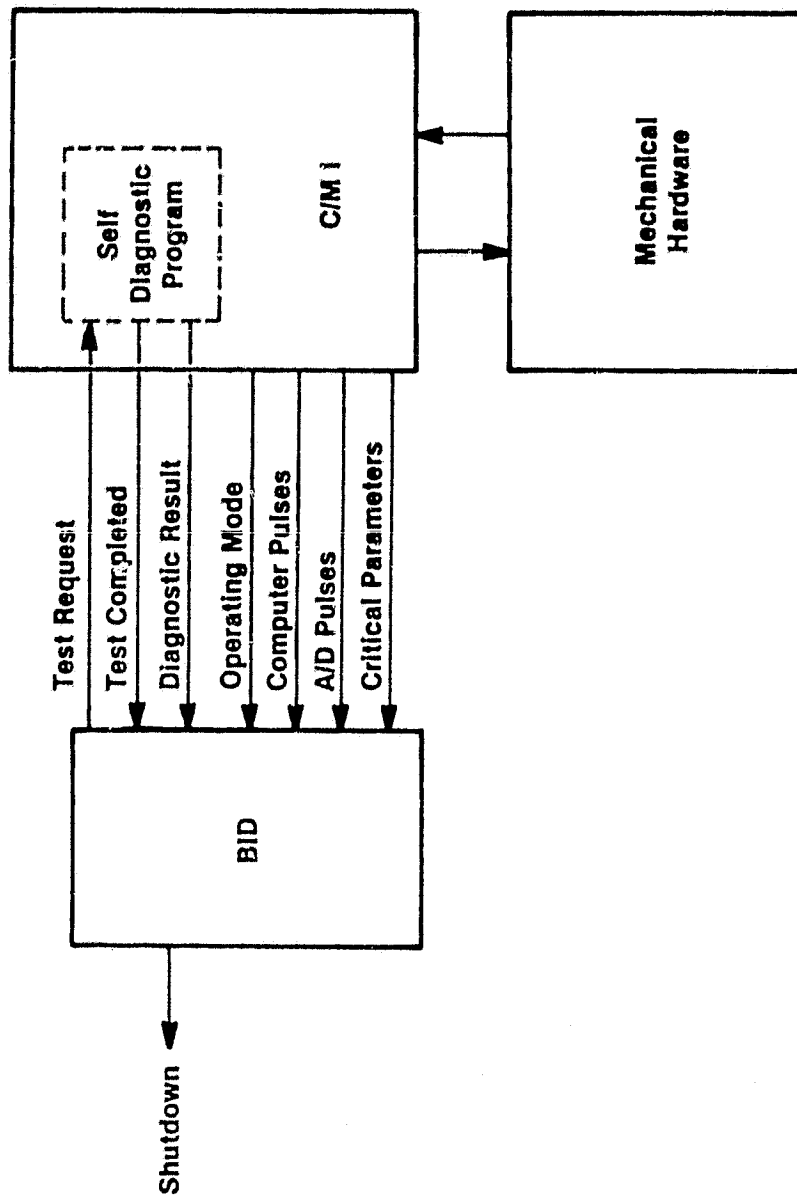 Self
Diagnostic
Program
C/M I
Mechanical
Hardware
Test Request
Test Completed
Diagnostic Result
Operating Mode
Computer Pulses
A/D Pulses
Critical Parameters
BID
Shutdown